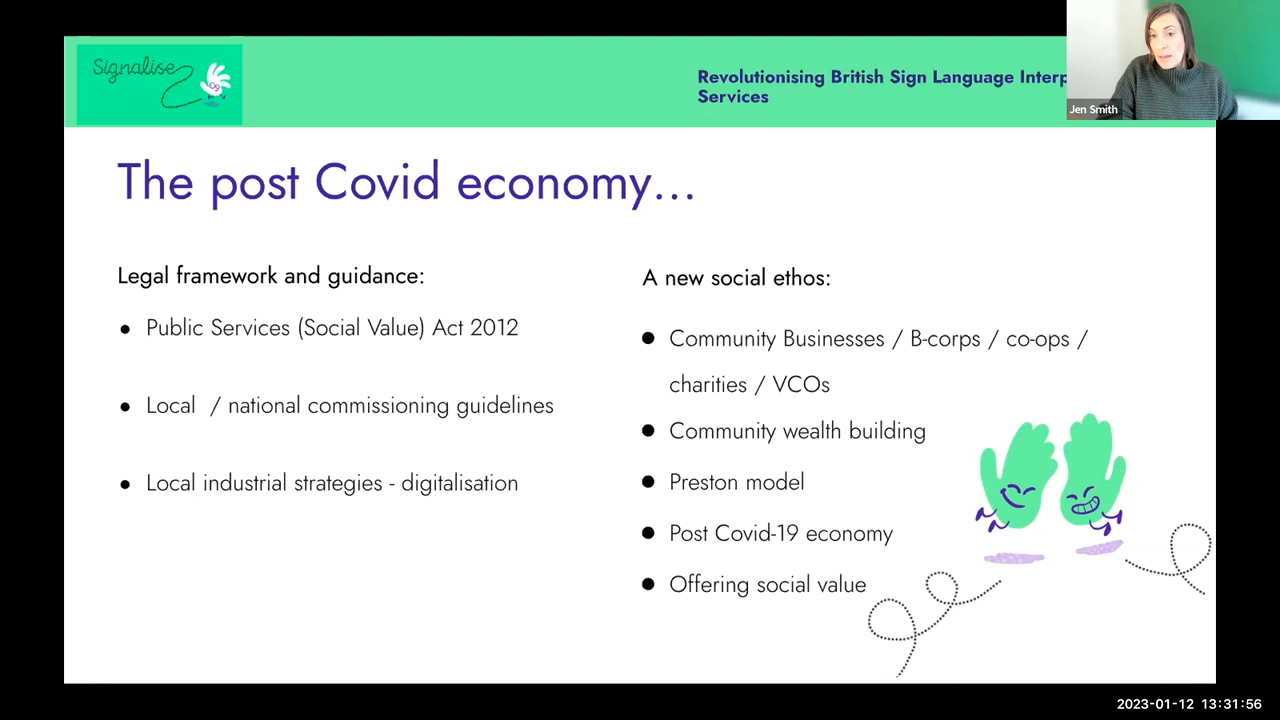 Signalise
Revolutionising British Sign Language
Services
Jen Smith
The post Covid economy...
Legal framework and guidance:
● Public Services (Social Value) Act 2012
● Local / national commissioning guidelines
● Local industrial strategies - digitalisation
A new social ethos:
● Community Businesses / B-corps / co-ops /
charities / VCOs
● Community wealth building
● Preston model
● Post Covid-19 economy
● Offering social value
2023-01-12 13:31:56